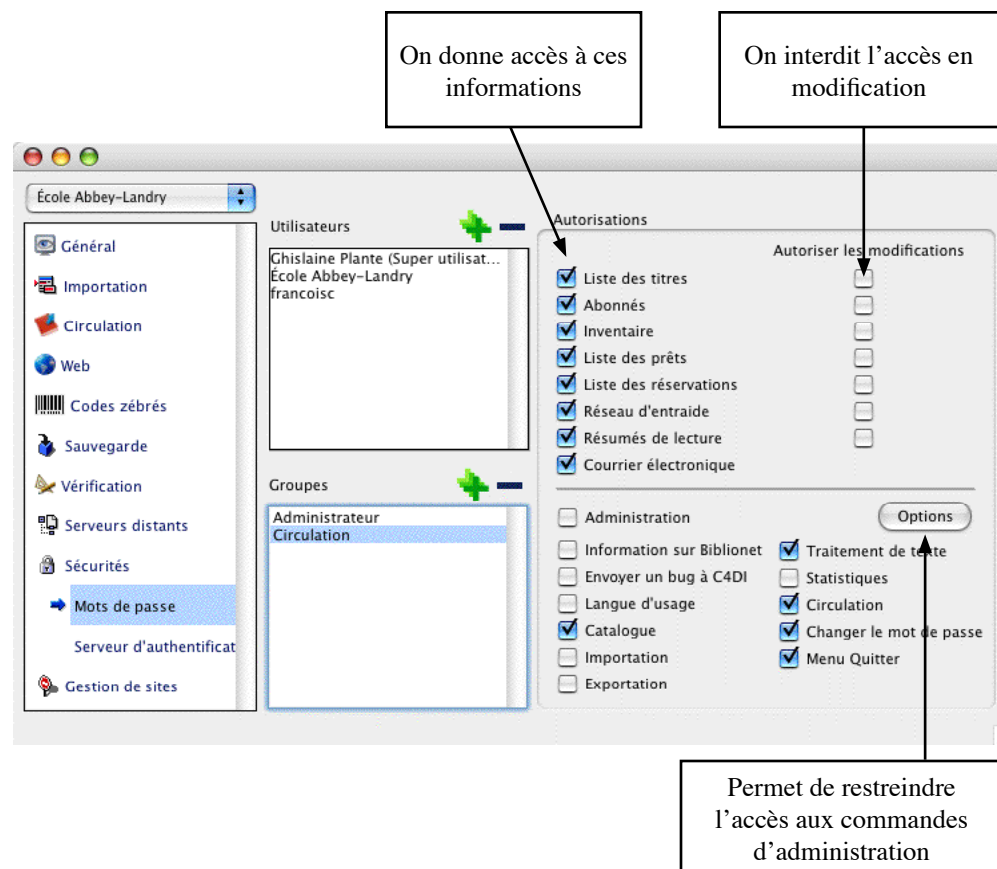 On donne accès à ces
informations
On interdit l’accès en
modification
École Abbey-Landry
Général
Importation
Circulation
Web
Codes zébrés
Sauvegarde
Vérification
Serveurs distants
Sécurités
Mots de passe
Serveur d'authentificat
Gestion de sites
Utilisateurs
Ghislaine Plante (Super utilisat...
École Abbey-Landry
francoisc
Groupes
Administrateur
Circulation
Autorisations
Autoriser les modifications
Liste des titres
Abonnés
Inventaire
Liste des prêts
Liste des réservations
Réseau d'entraide
Résumés de lecture
Courrier électronique
Administration
Options
Information sur Biblionet
Envoyer un bug à C4DI
Langue d'usage
Catalogue
Importation
Exportation
Traitement de texte
Statistiques
Circulation
Changer le mot de passe
Menu Quitter
Permet de restreindre
l’accès aux commandes
d’administration